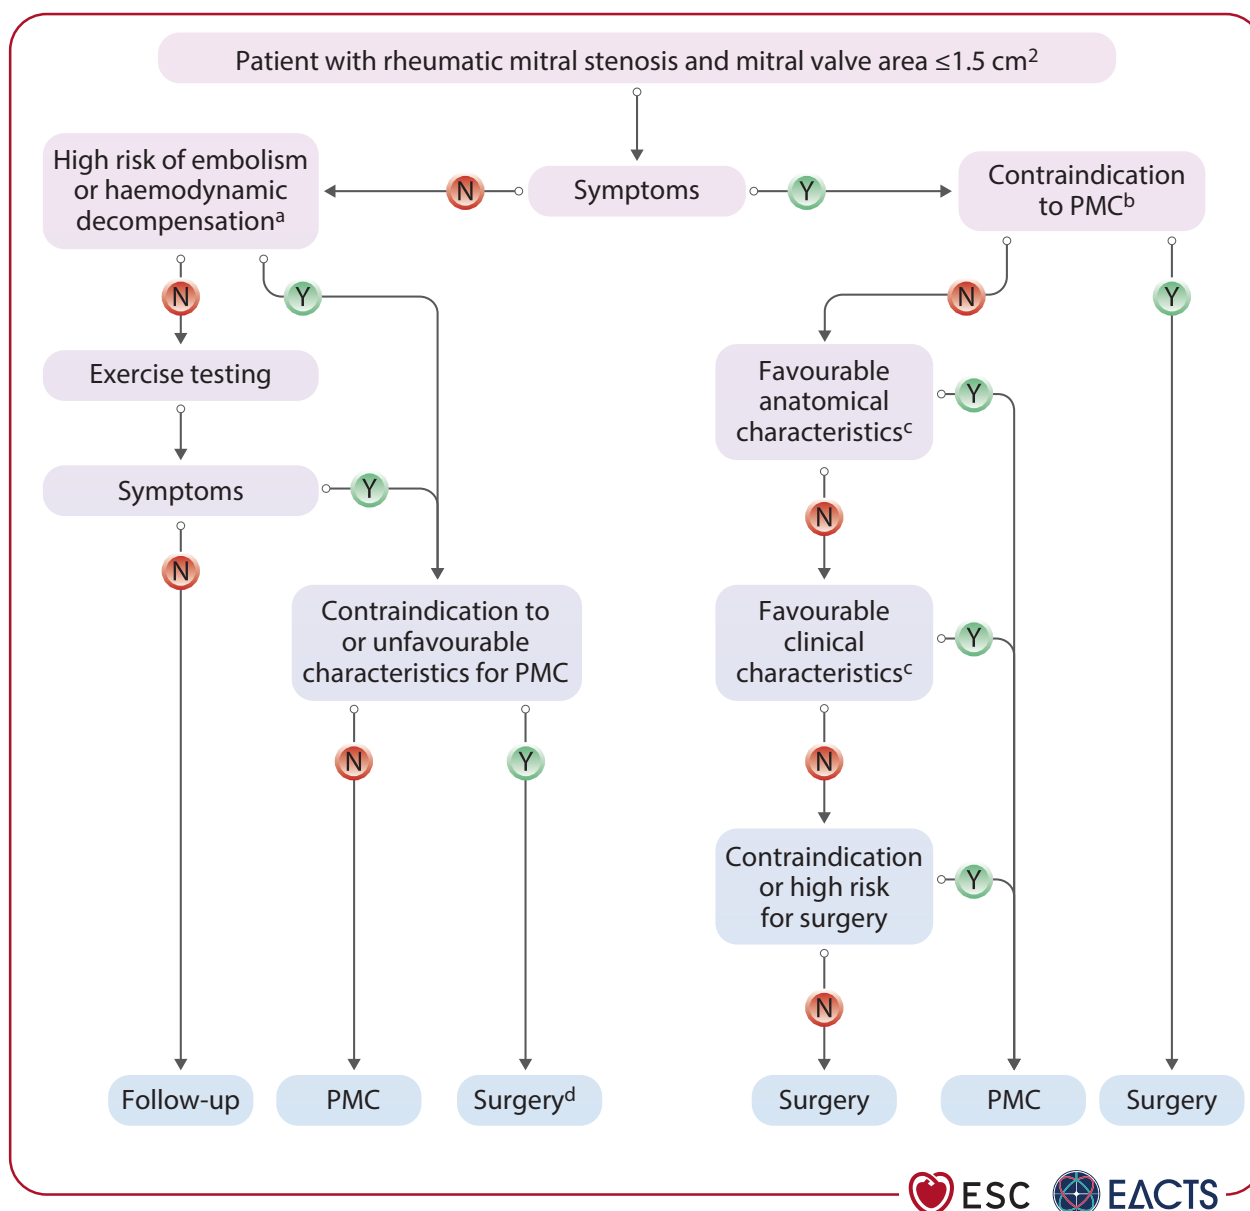 Patient with rheumatic mitral stenosis and mitral valve area ≤1.5 cm²
High risk of embolism
or haemodynamic
decompensationᵃ
N
Symptoms
Y
Contraindication
to PMCᵇ
N
Y
N
Y
Exercise testing
Favourable
anatomical
characteristicsᶜ
Y
Symptoms
Y
N
N
Contraindication to
or unfavourable
characteristics for PMC
Favourable
clinical
characteristicsᶜ
Y
N
Y
N
Contraindication
or high risk
for surgery
Y
N
Follow-up
PMC
Surgeryᵈ
Surgery
PMC
Surgery
ESC
EACTS